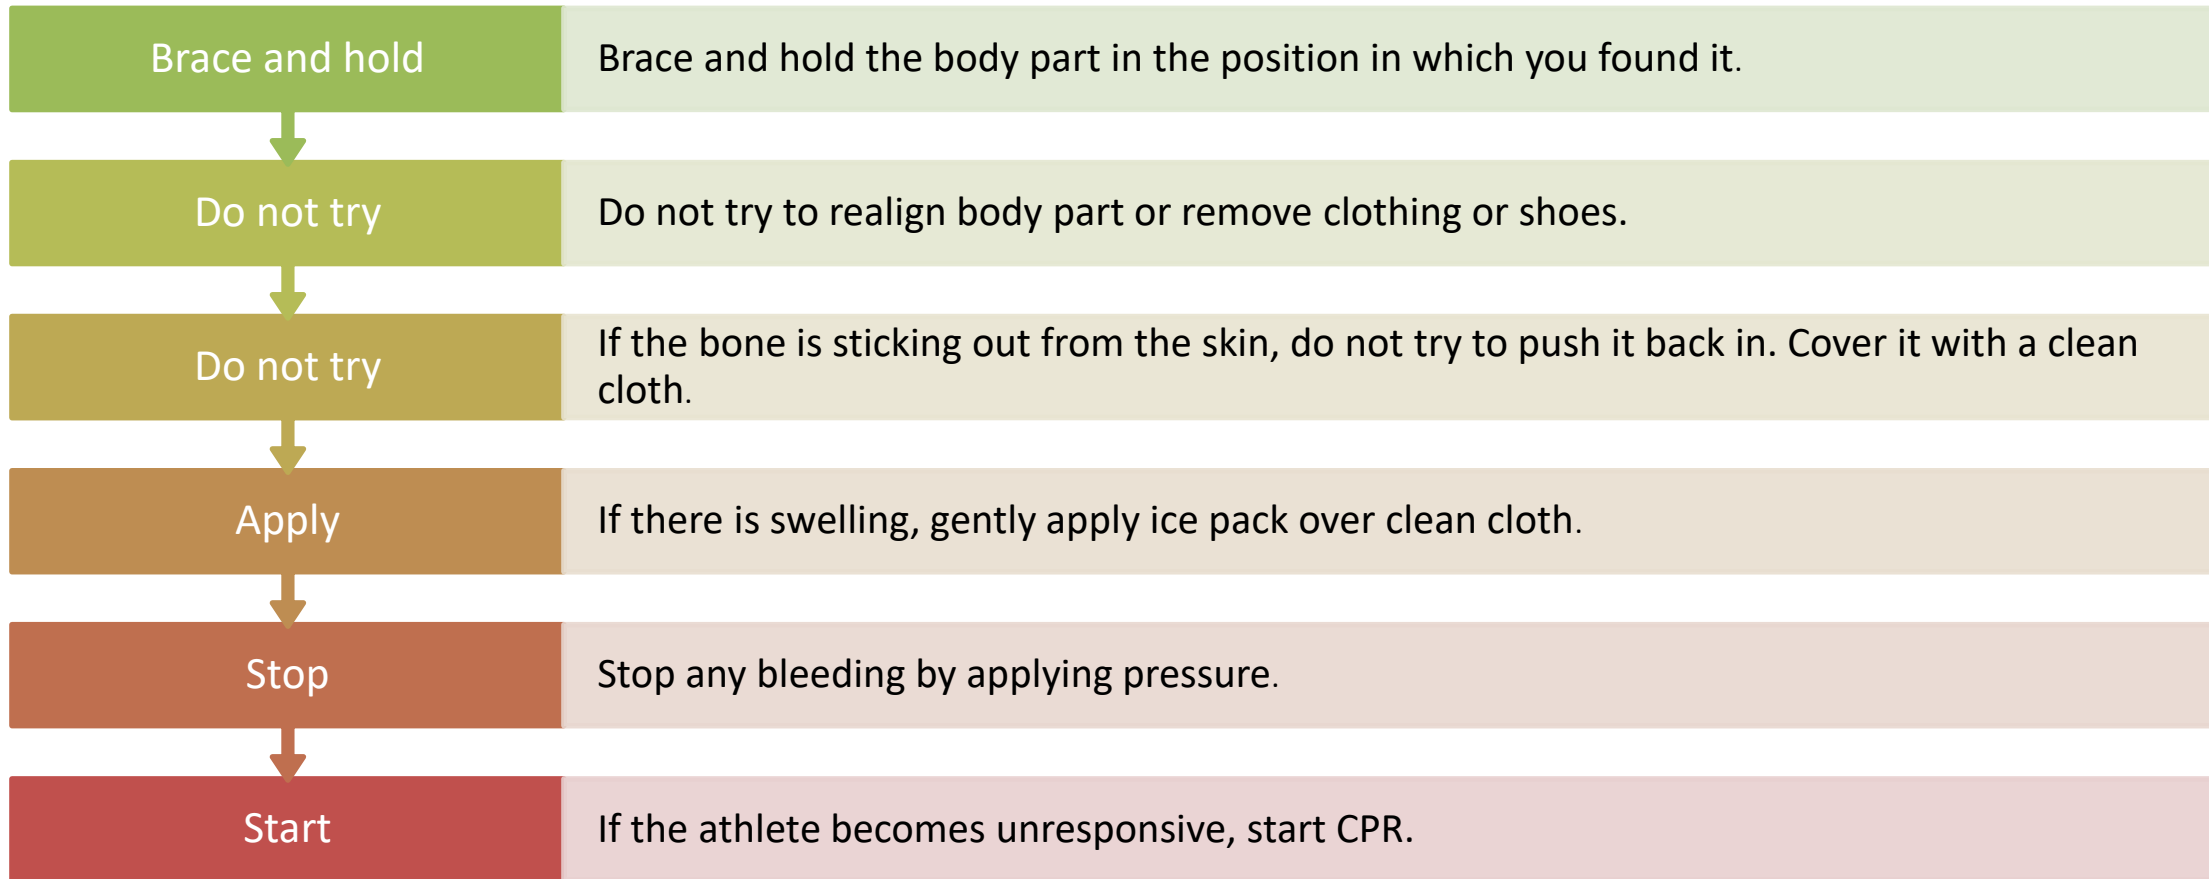 Brace and hold
Brace and hold the body part in the position in which you found it.
Do not try
Do not try to realign body part or remove clothing or shoes.
Do not try
If the bone is sticking out from the skin, do not try to push it back in. Cover it with a clean
cloth.
Apply
If there is swelling, gently apply ice pack over clean cloth.
Stop
Stop any bleeding by applying pressure.
Start
If the athlete becomes unresponsive, start CPR.